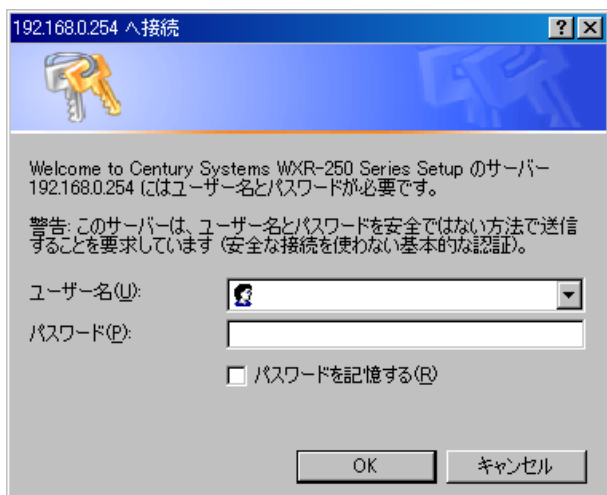 192.168.0.254 へ接続
Welcome to Century Systems WXR-250 Series Setup のサーバー
192.168.0.254 にはユーザー名とパスワードが必要です。
警告: このサーバーは、ユーザー名とパスワードを安全ではない方法で送信
することを要求しています (安全な接続を使わない基本的な認証)。
ユーザー名(U):
パスワード(P):
パスワードを記憶する(R)
OK
キャンセル